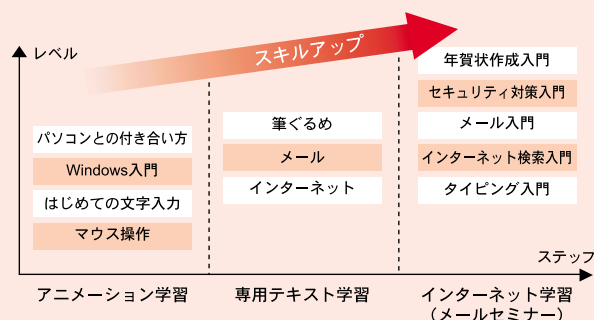 レベル
スキルアップ
パソコンとの付き合い方
Windows入門
はじめての文字入力
マウス操作
筆ぐるめ
メール
インターネット
年賀状作成入門
セキュリティ対策入門
メール入門
インターネット検索入門
タイピング入門
ステップ
アニメーション学習
専用テキスト学習
インターネット学習
（メールセミナー）